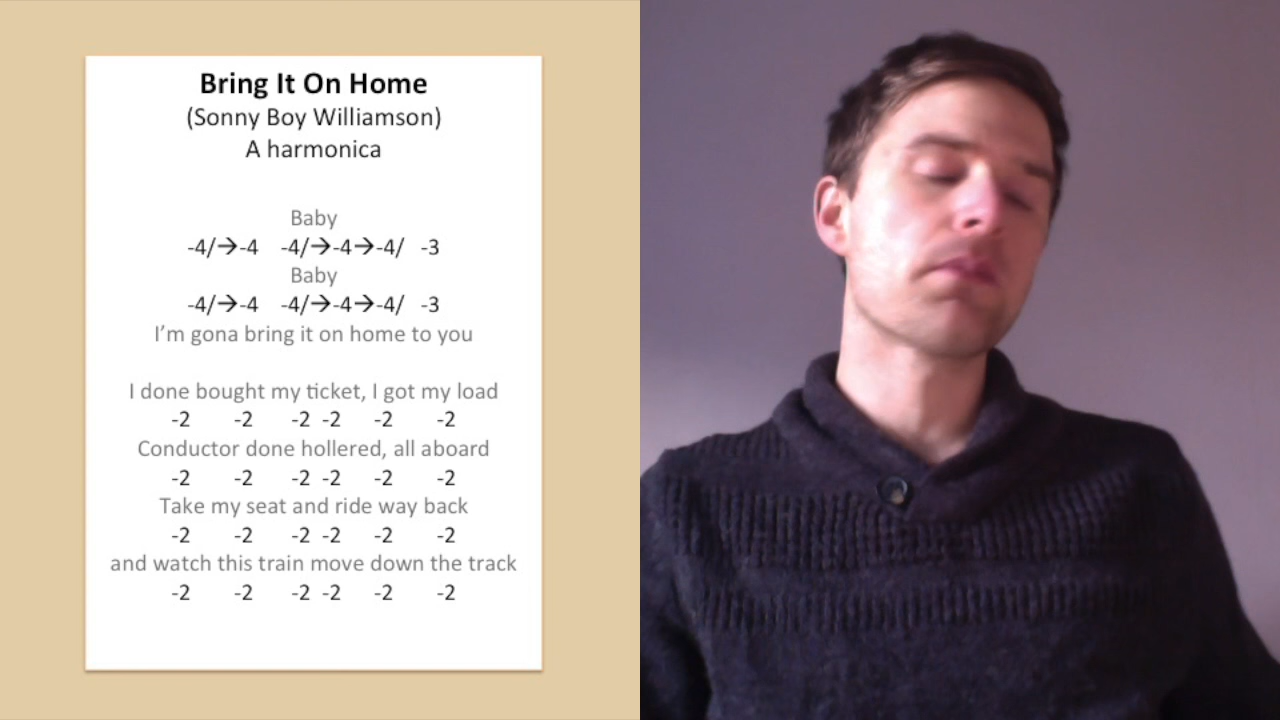 Bring It On Home
(Sonny Boy Williamson)
A harmonica
Baby
-4/→-4 -4/→-4→-4/ -3
Baby
-4/→-4 -4/→-4→-4/ -3
I’m gona bring it on home to you
I done bought my ticket, I got my load
-2 -2 -2 -2 -2 -2
Conductor done hollered, all aboard
-2 -2 -2 -2 -2 -2
Take my seat and ride way back
-2 -2 -2 -2 -2 -2
and watch this train move down the track
-2 -2 -2 -2 -2 -2